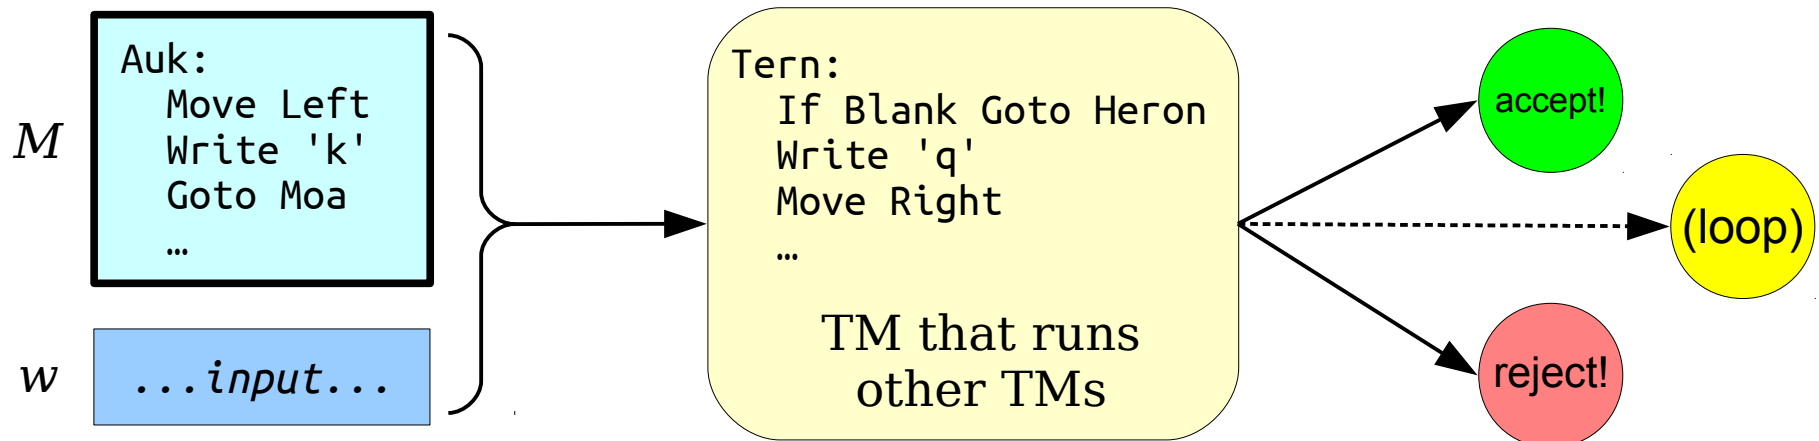 M
Auk:
Move Left
Write 'k'
Goto Moa
…
w
...input...
Tern:
If Blank Goto Heron
Write 'q'
Move Right
…
TM that runs
other TMs
accept!
(loop)
reject!